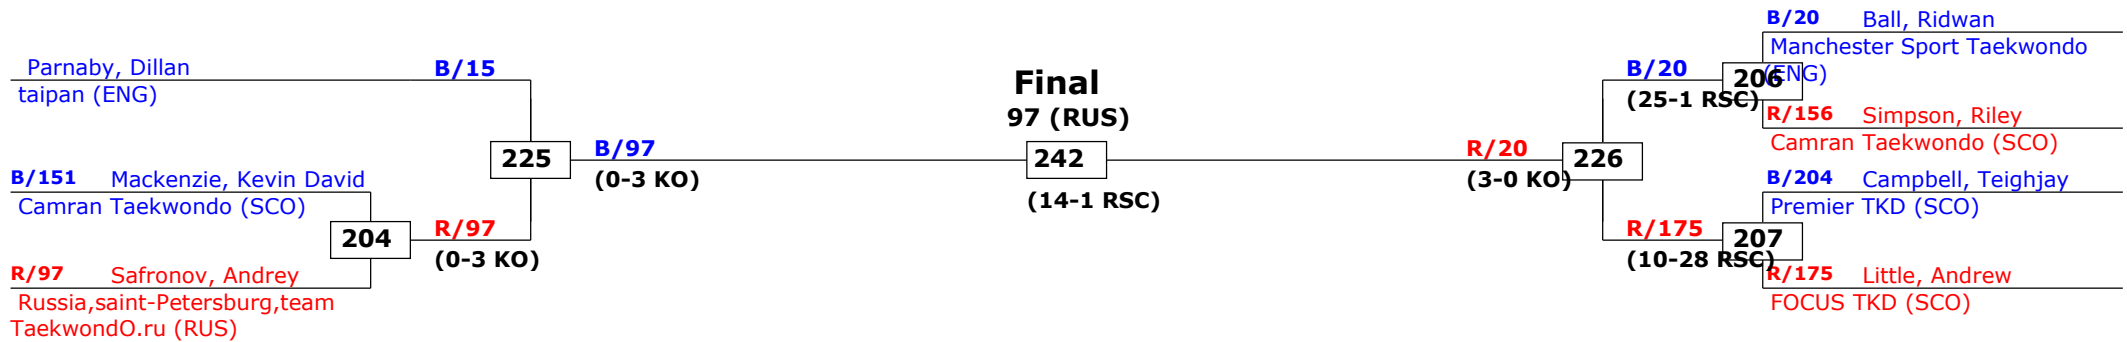 Parnaby, Dillan
taipan (ENG)
B/15
B/151 Mackenzie, Kevin David
Camran Taekwondo (SCO)
204
R/97 Safronov, Andrey
Russia,saint-Petersburg,team
TaekwondO.ru (RUS)
R/97
(0-3 KO)
225
B/97
(0-3 KO)
Final
97 (RUS)
242
(14-1 RSC)
R/20
(3-0 KO)
226
B/20
(25-1 RSC)
206
R/175
(10-28 RSC)
207
B/20 Ball, Ridwan
Manchester Sport Taekwondo
(ENG)
R/156 Simpson, Riley
Camran Taekwondo (SCO)
B/204 Campbell, Teighjay
Premier TKD (SCO)
R/175 Little, Andrew
FOCUS TKD (SCO)